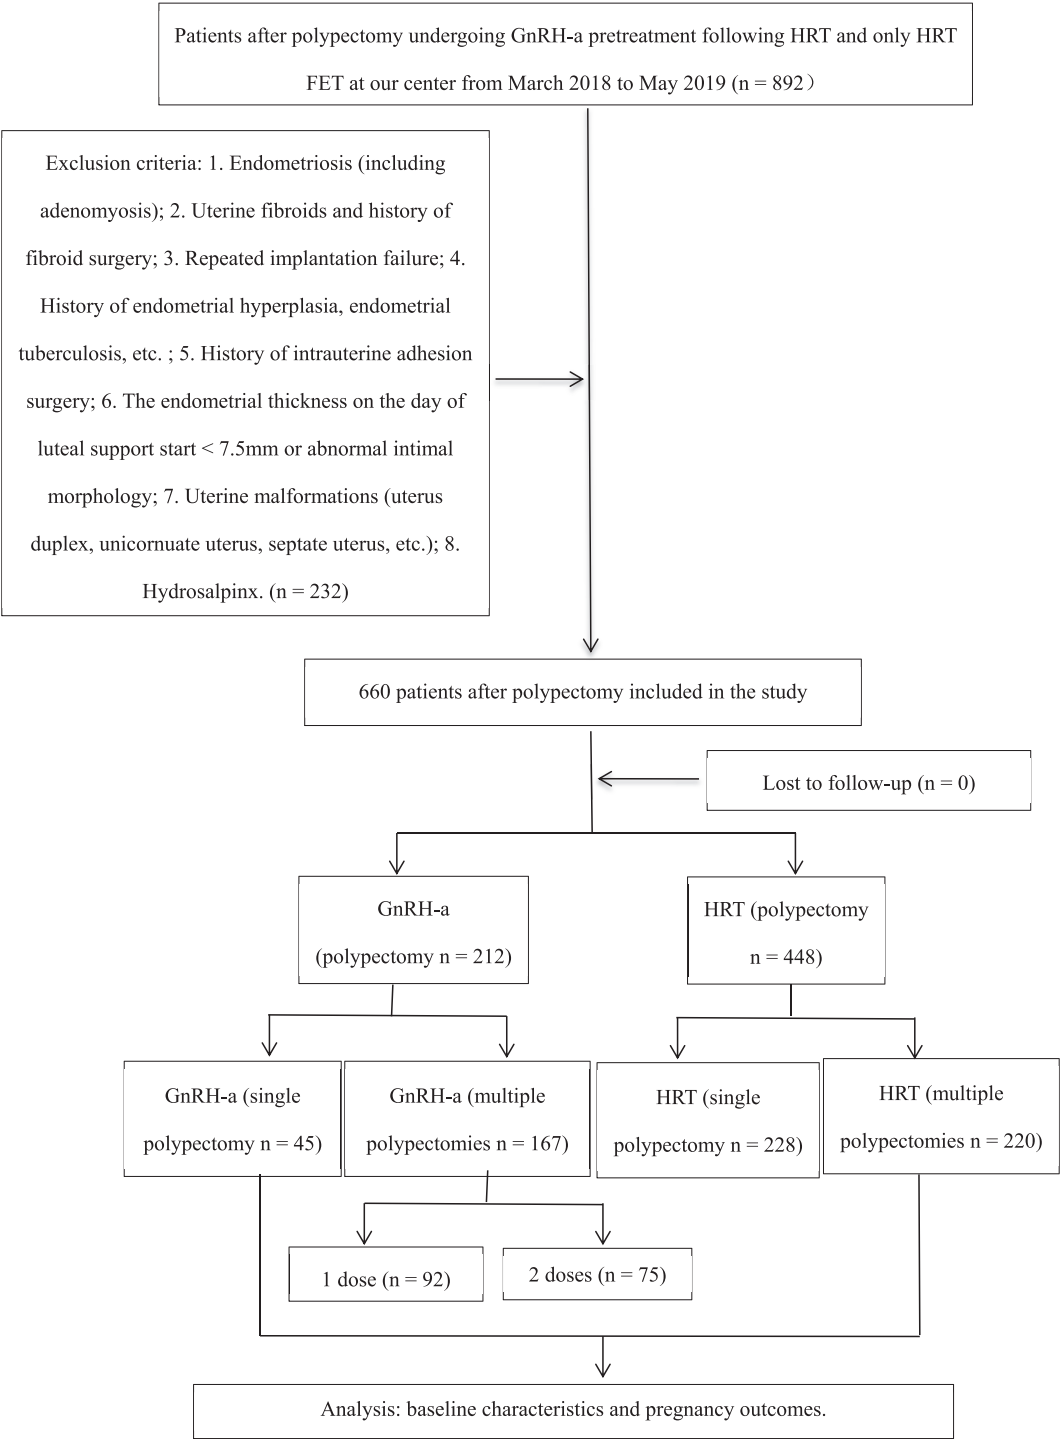 Patients after polypectomy undergoing GnRH-a pretreatment following HRT and only HRT
FET at our center from March 2018 to May 2019 (n = 892）
Exclusion criteria: 1. Endometriosis (including
adenomyosis); 2. Uterine fibroids and history of
fibroid surgery; 3. Repeated implantation failure; 4.
History of endometrial hyperplasia, endometrial
tuberculosis, etc. ; 5. History of intrauterine adhesion
surgery; 6. The endometrial thickness on the day of
luteal support start < 7.5mm or abnormal intimal
morphology; 7. Uterine malformations (uterus
duplex, unicornuate uterus, septate uterus, etc.); 8.
Hydrosalpinx. (n = 232)
660 patients after polypectomy included in the study
Lost to follow-up (n = 0)
GnRH-a
(polypectomy n = 212)
HRT (polypectomy
n = 448)
GnRH-a (single
polypectomy n = 45)
GnRH-a (multiple
polypectomies n = 167)
HRT (single
polypectomy n = 228)
HRT (multiple
polypectomies n = 220)
1 dose (n = 92)
2 doses (n = 75)
Analysis: baseline characteristics and pregnancy outcomes.